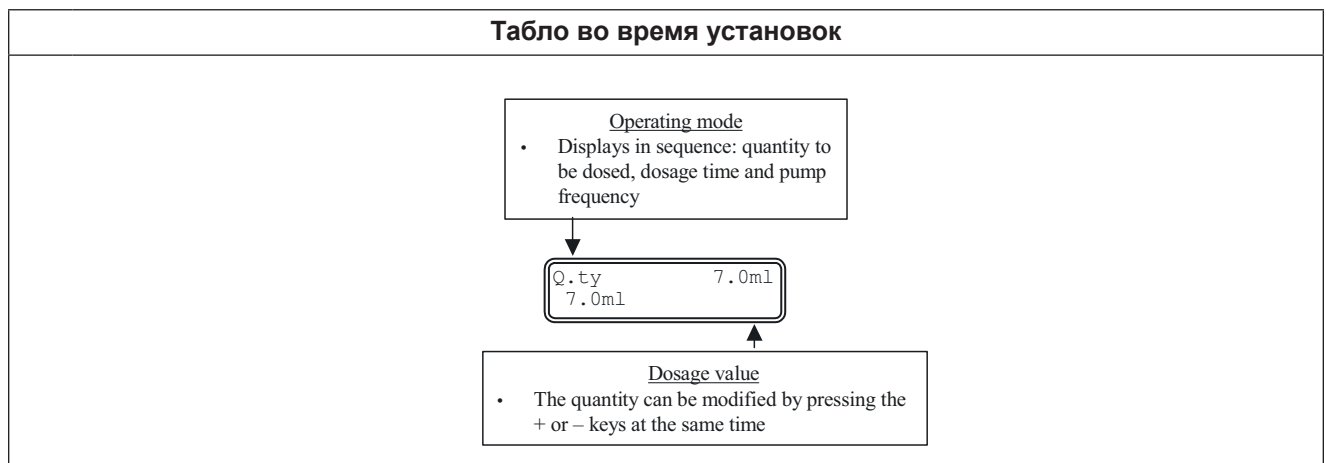 Табло во время установок
Operating mode
• Displays in sequence: quantity to
be dosed, dosage time and pump
frequency
Q.ty 7.0ml
7.0ml
Dosage value
• The quantity can be modified by pressing the
+ or – keys at the same time